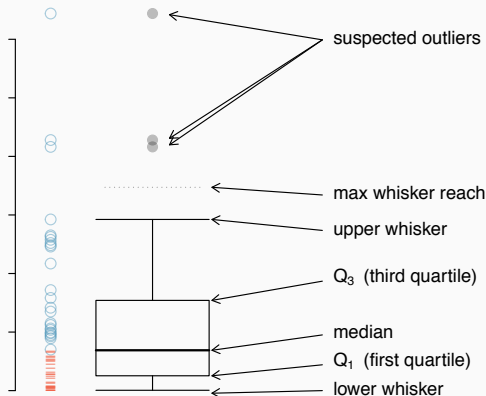 suspected outliers
max whisker reach
upper whisker
Q3 (third quartile)
median
Q1 (first quartile)
lower whisker